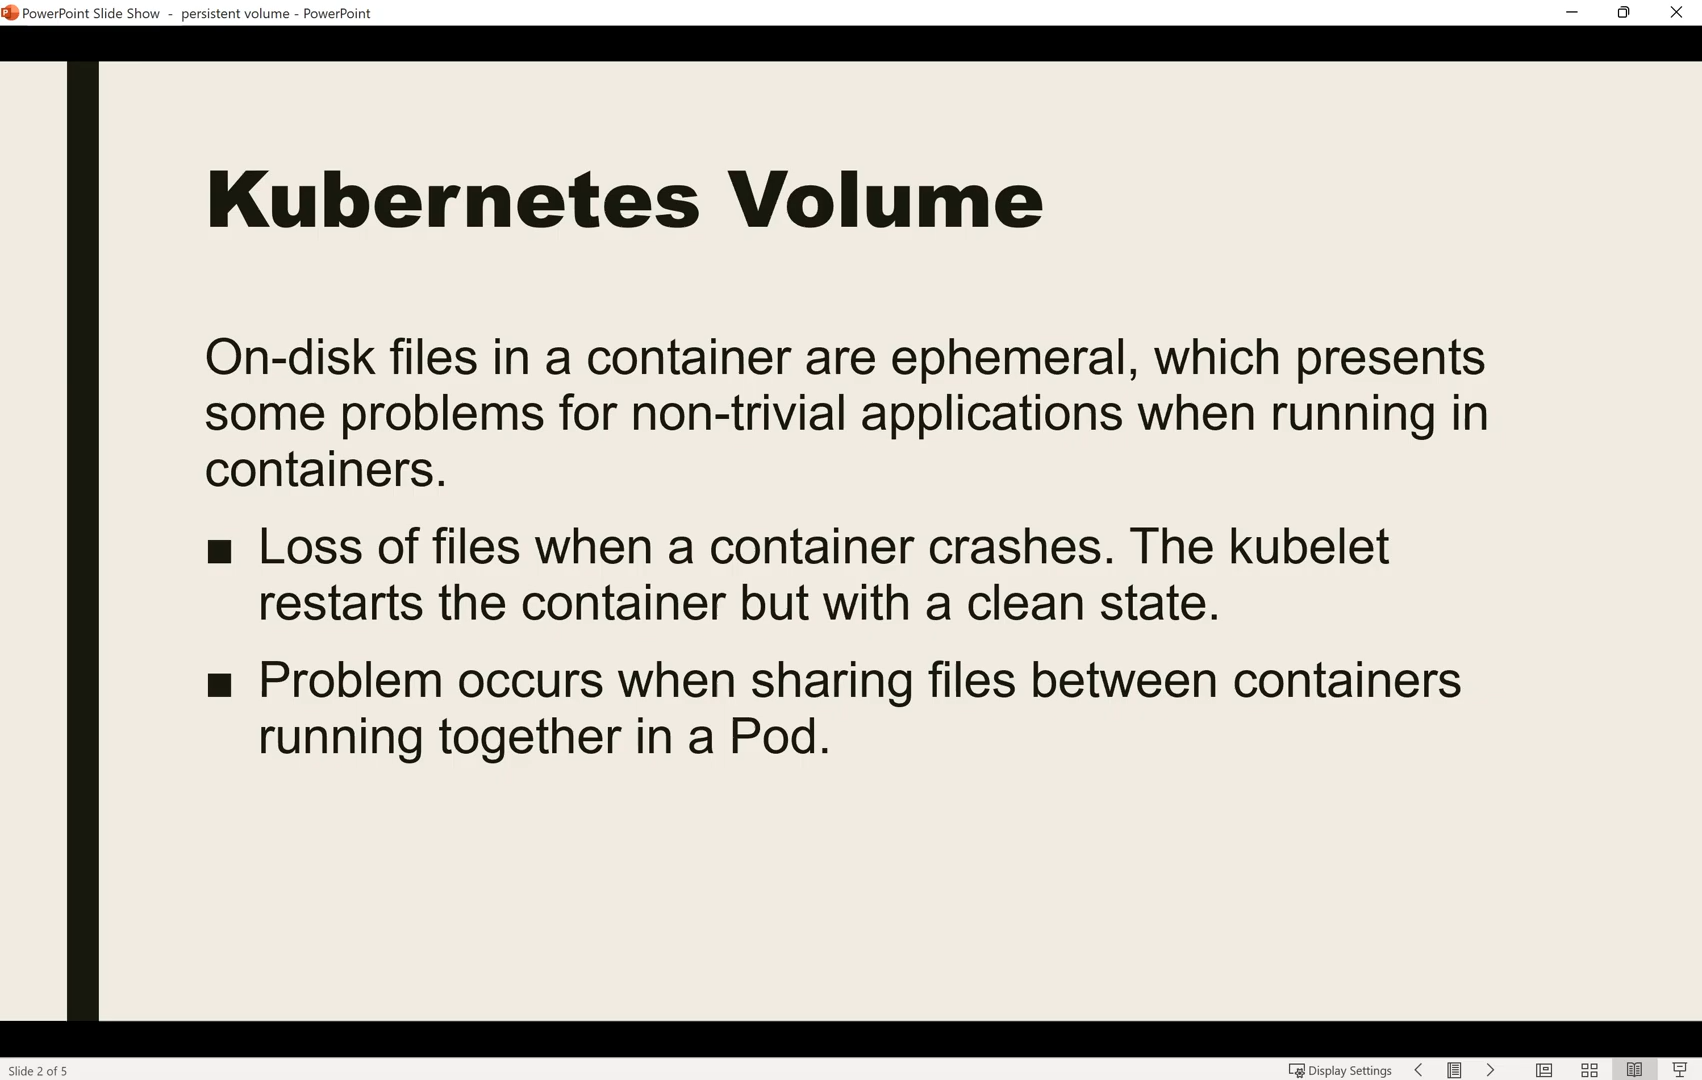 PowerPoint Slide Show - persistent volume - PowerPoint
Kubernetes Volume
On-disk files in a container are ephemeral, which presents
some problems for non-trivial applications when running in
containers.
■ Loss of files when a container crashes. The kubelet
restarts the container but with a clean state.
■ Problem occurs when sharing files between containers
running together in a Pod.
Slide 2 of 5
Display Settings